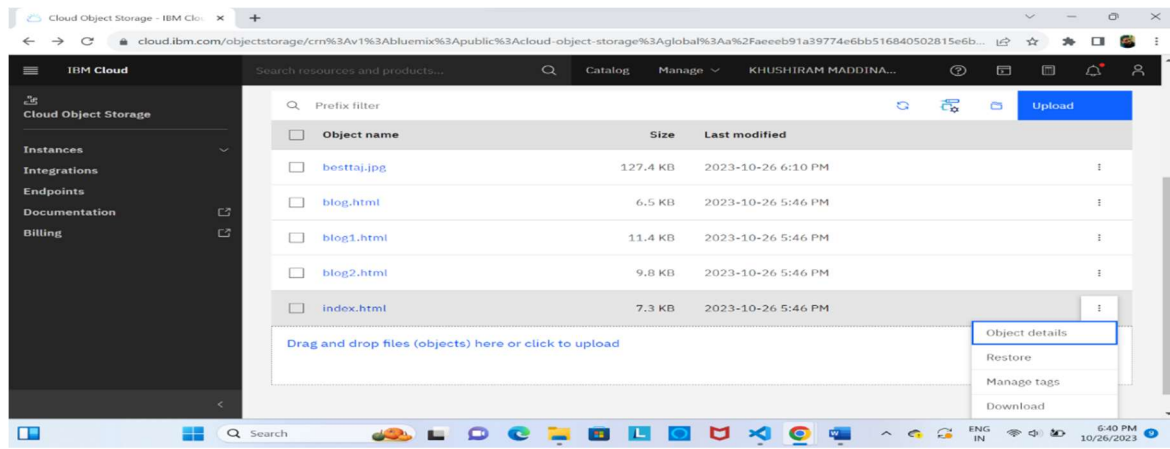 Cloud Object Storage - IBM Clou
cloud.ibm.com/objectstorage/crn%3Av1%3Abluemix%3Apublic%3Acloud-object-storage%3Aglobal%3Aa%2Faeeeb91a39774e6bb516840502815e6b...
IBM Cloud
Search resources and products...
Catalog
Manage
KHUSHIRAM MADDINA...
Cloud Object Storage
Instances
Integrations
Endpoints
Documentation
Billing
Prefix filter
Upload
Object name Size Last modified
besttaj.jpg 127.4 KB 2023-10-26 6:10 PM
blog.html 6.5 KB 2023-10-26 5:46 PM
blog1.html 11.4 KB 2023-10-26 5:46 PM
blog2.html 9.8 KB 2023-10-26 5:46 PM
index.html 7.3 KB 2023-10-26 5:46 PM
Drag and drop files (objects) here or click to upload
Object details
Restore
Manage tags
Download
Search
L
ENG
IN
6:40 PM
10/26/2023